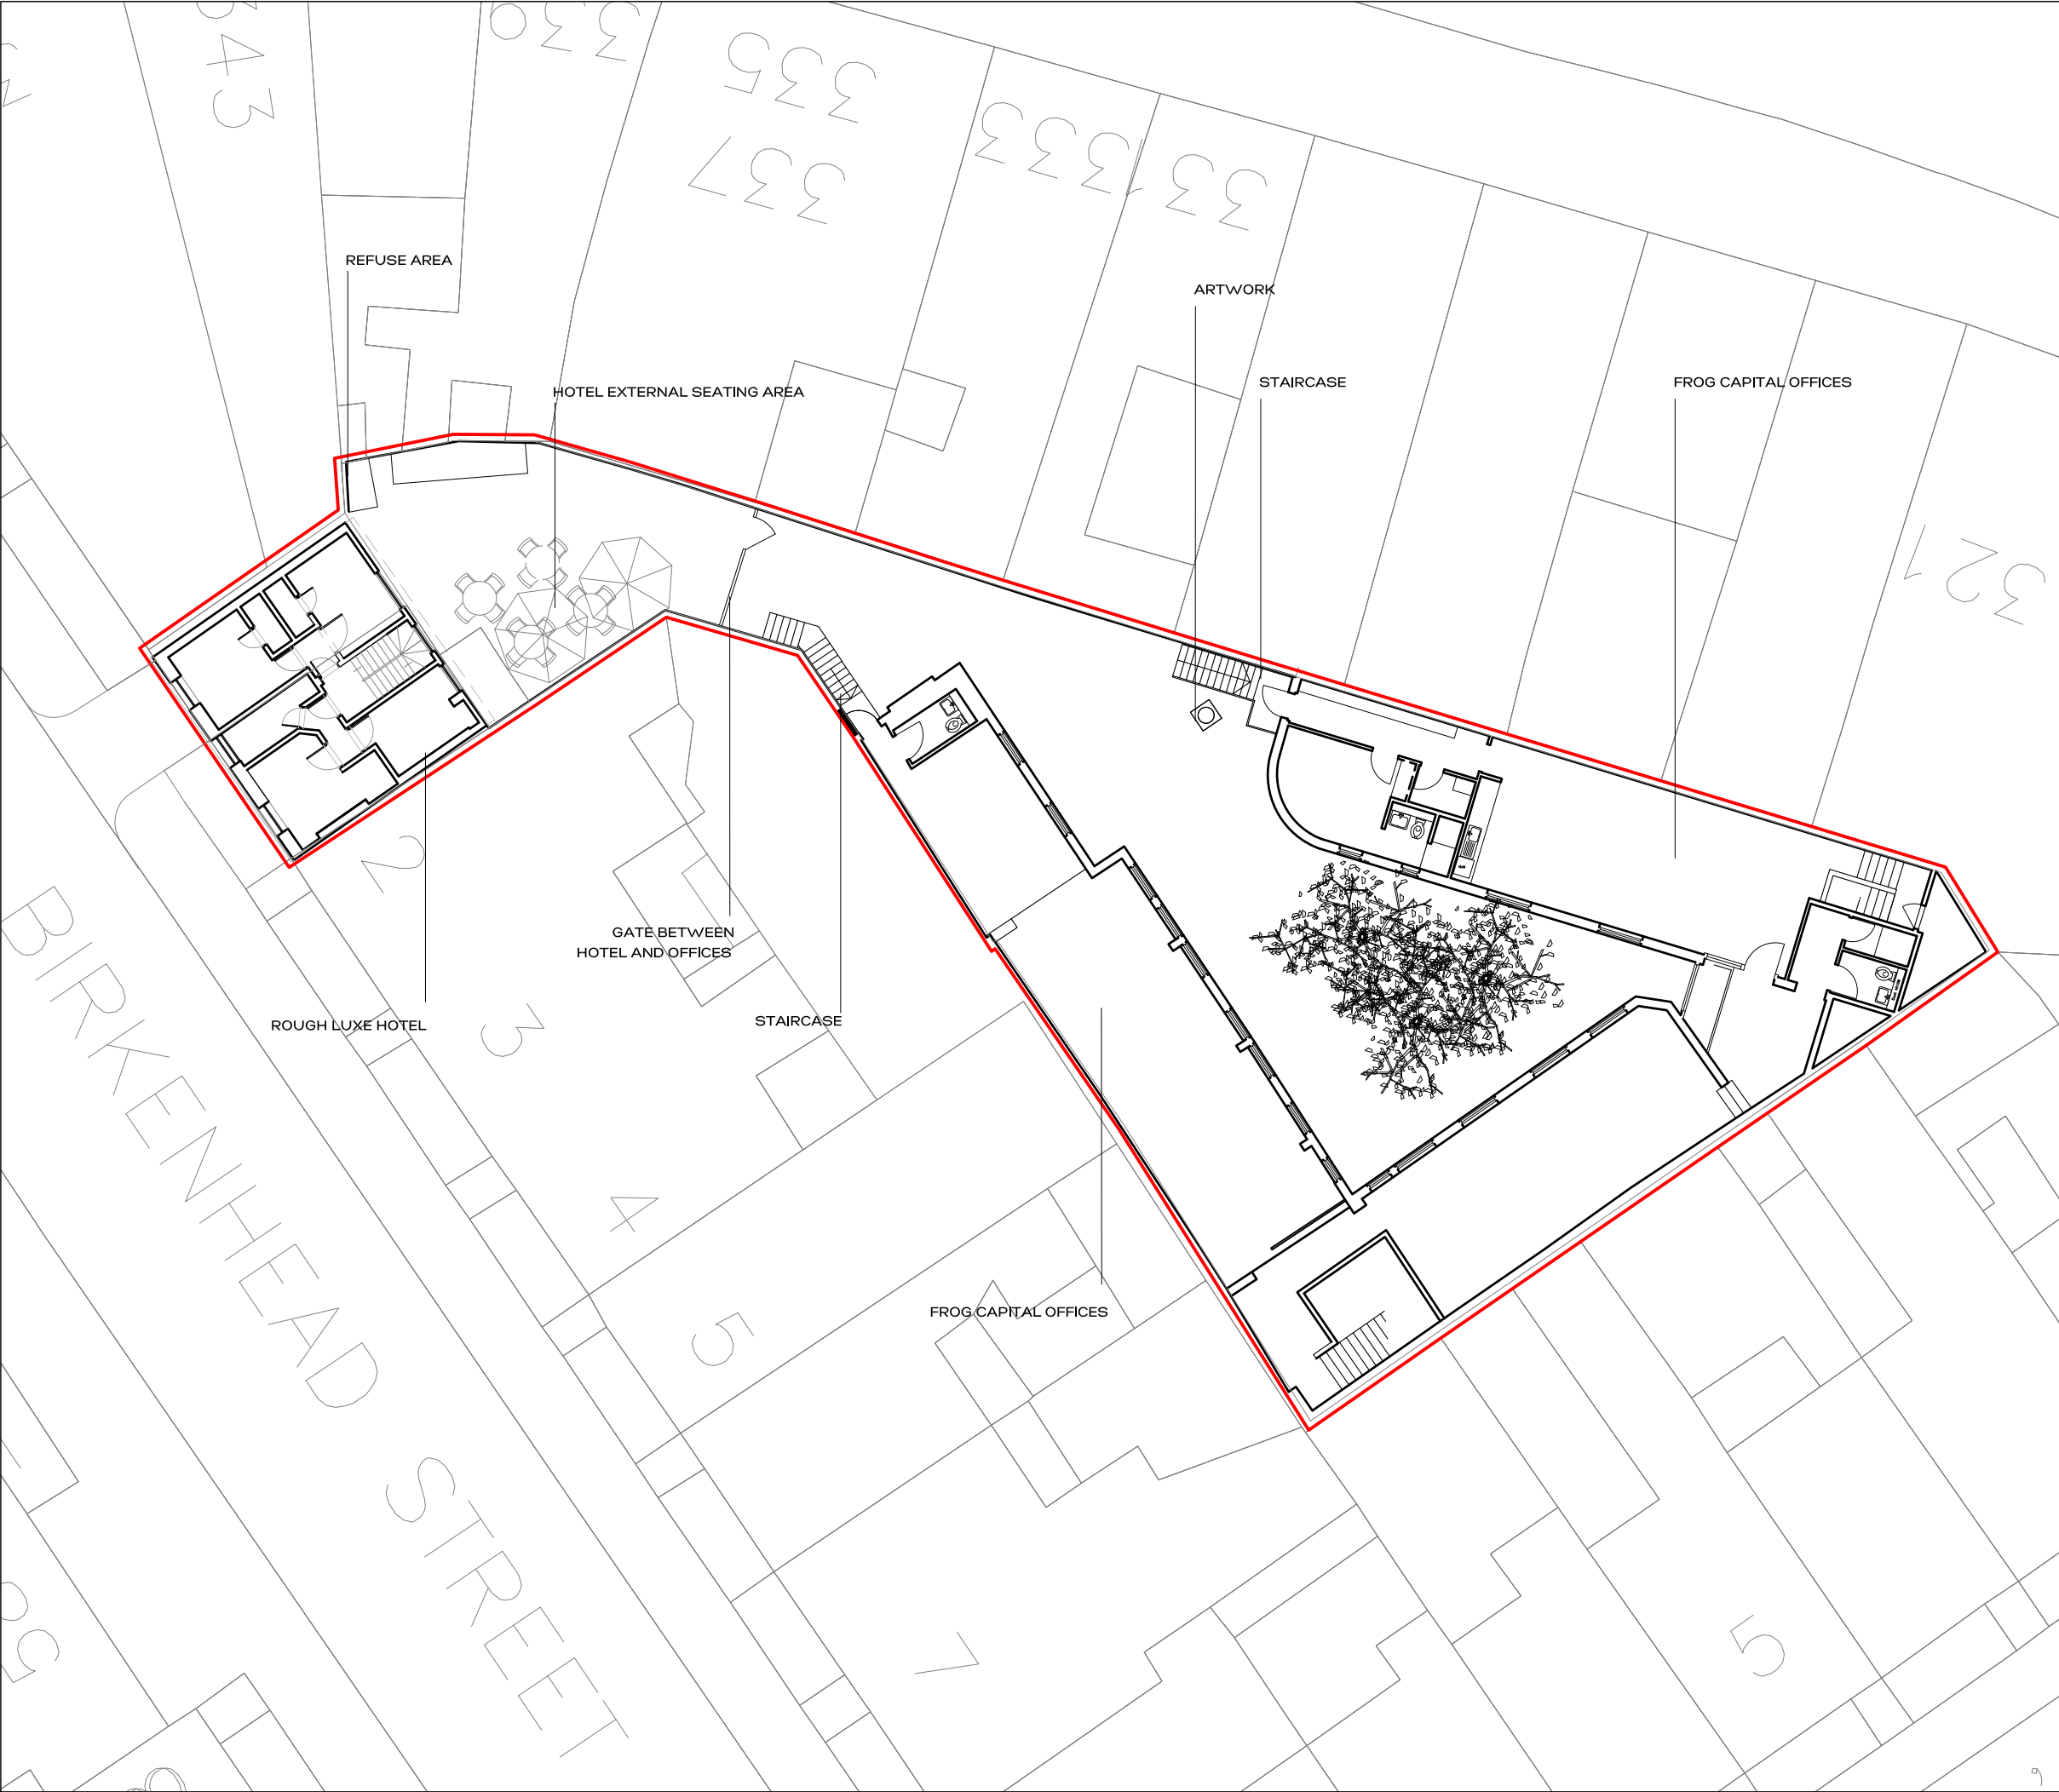 343
335
337
333
331
REFUSE AREA
ARTWORK
HOTEL EXTERNAL SEATING AREA
STAIRCASE
FROG CAPITAL OFFICES
321
2
GATE BETWEEN
HOTEL AND OFFICES
STAIRCASE
ROUGH LUXE HOTEL
3
4
BIRKENHEAD STREET
FROG CAPITAL OFFICES
5
7
5